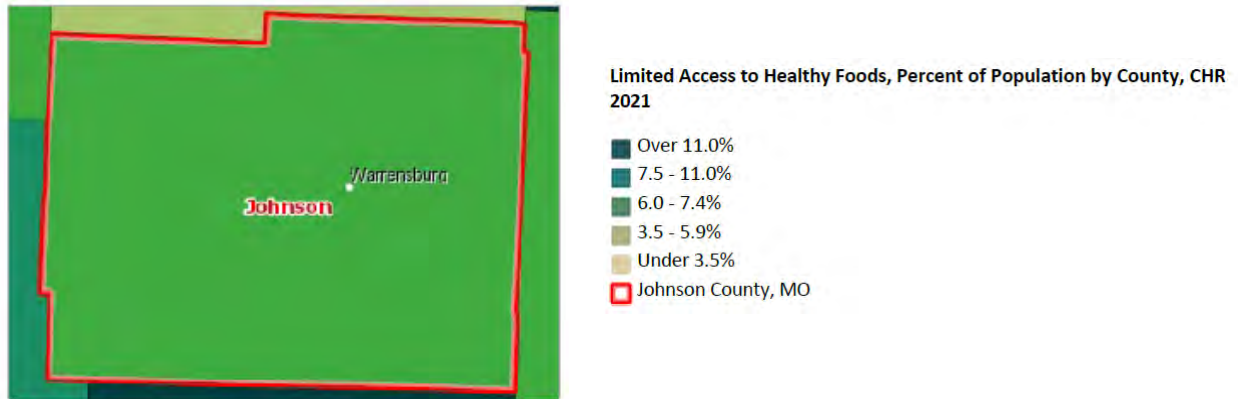 Warrensburg
Johnson
Limited Access to Healthy Foods, Percent of Population by County, CHR
2021
Over 11.0%
7.5 - 11.0%
6.0 - 7.4%
3.5 - 5.9%
Under 3.5%
Johnson County, MO